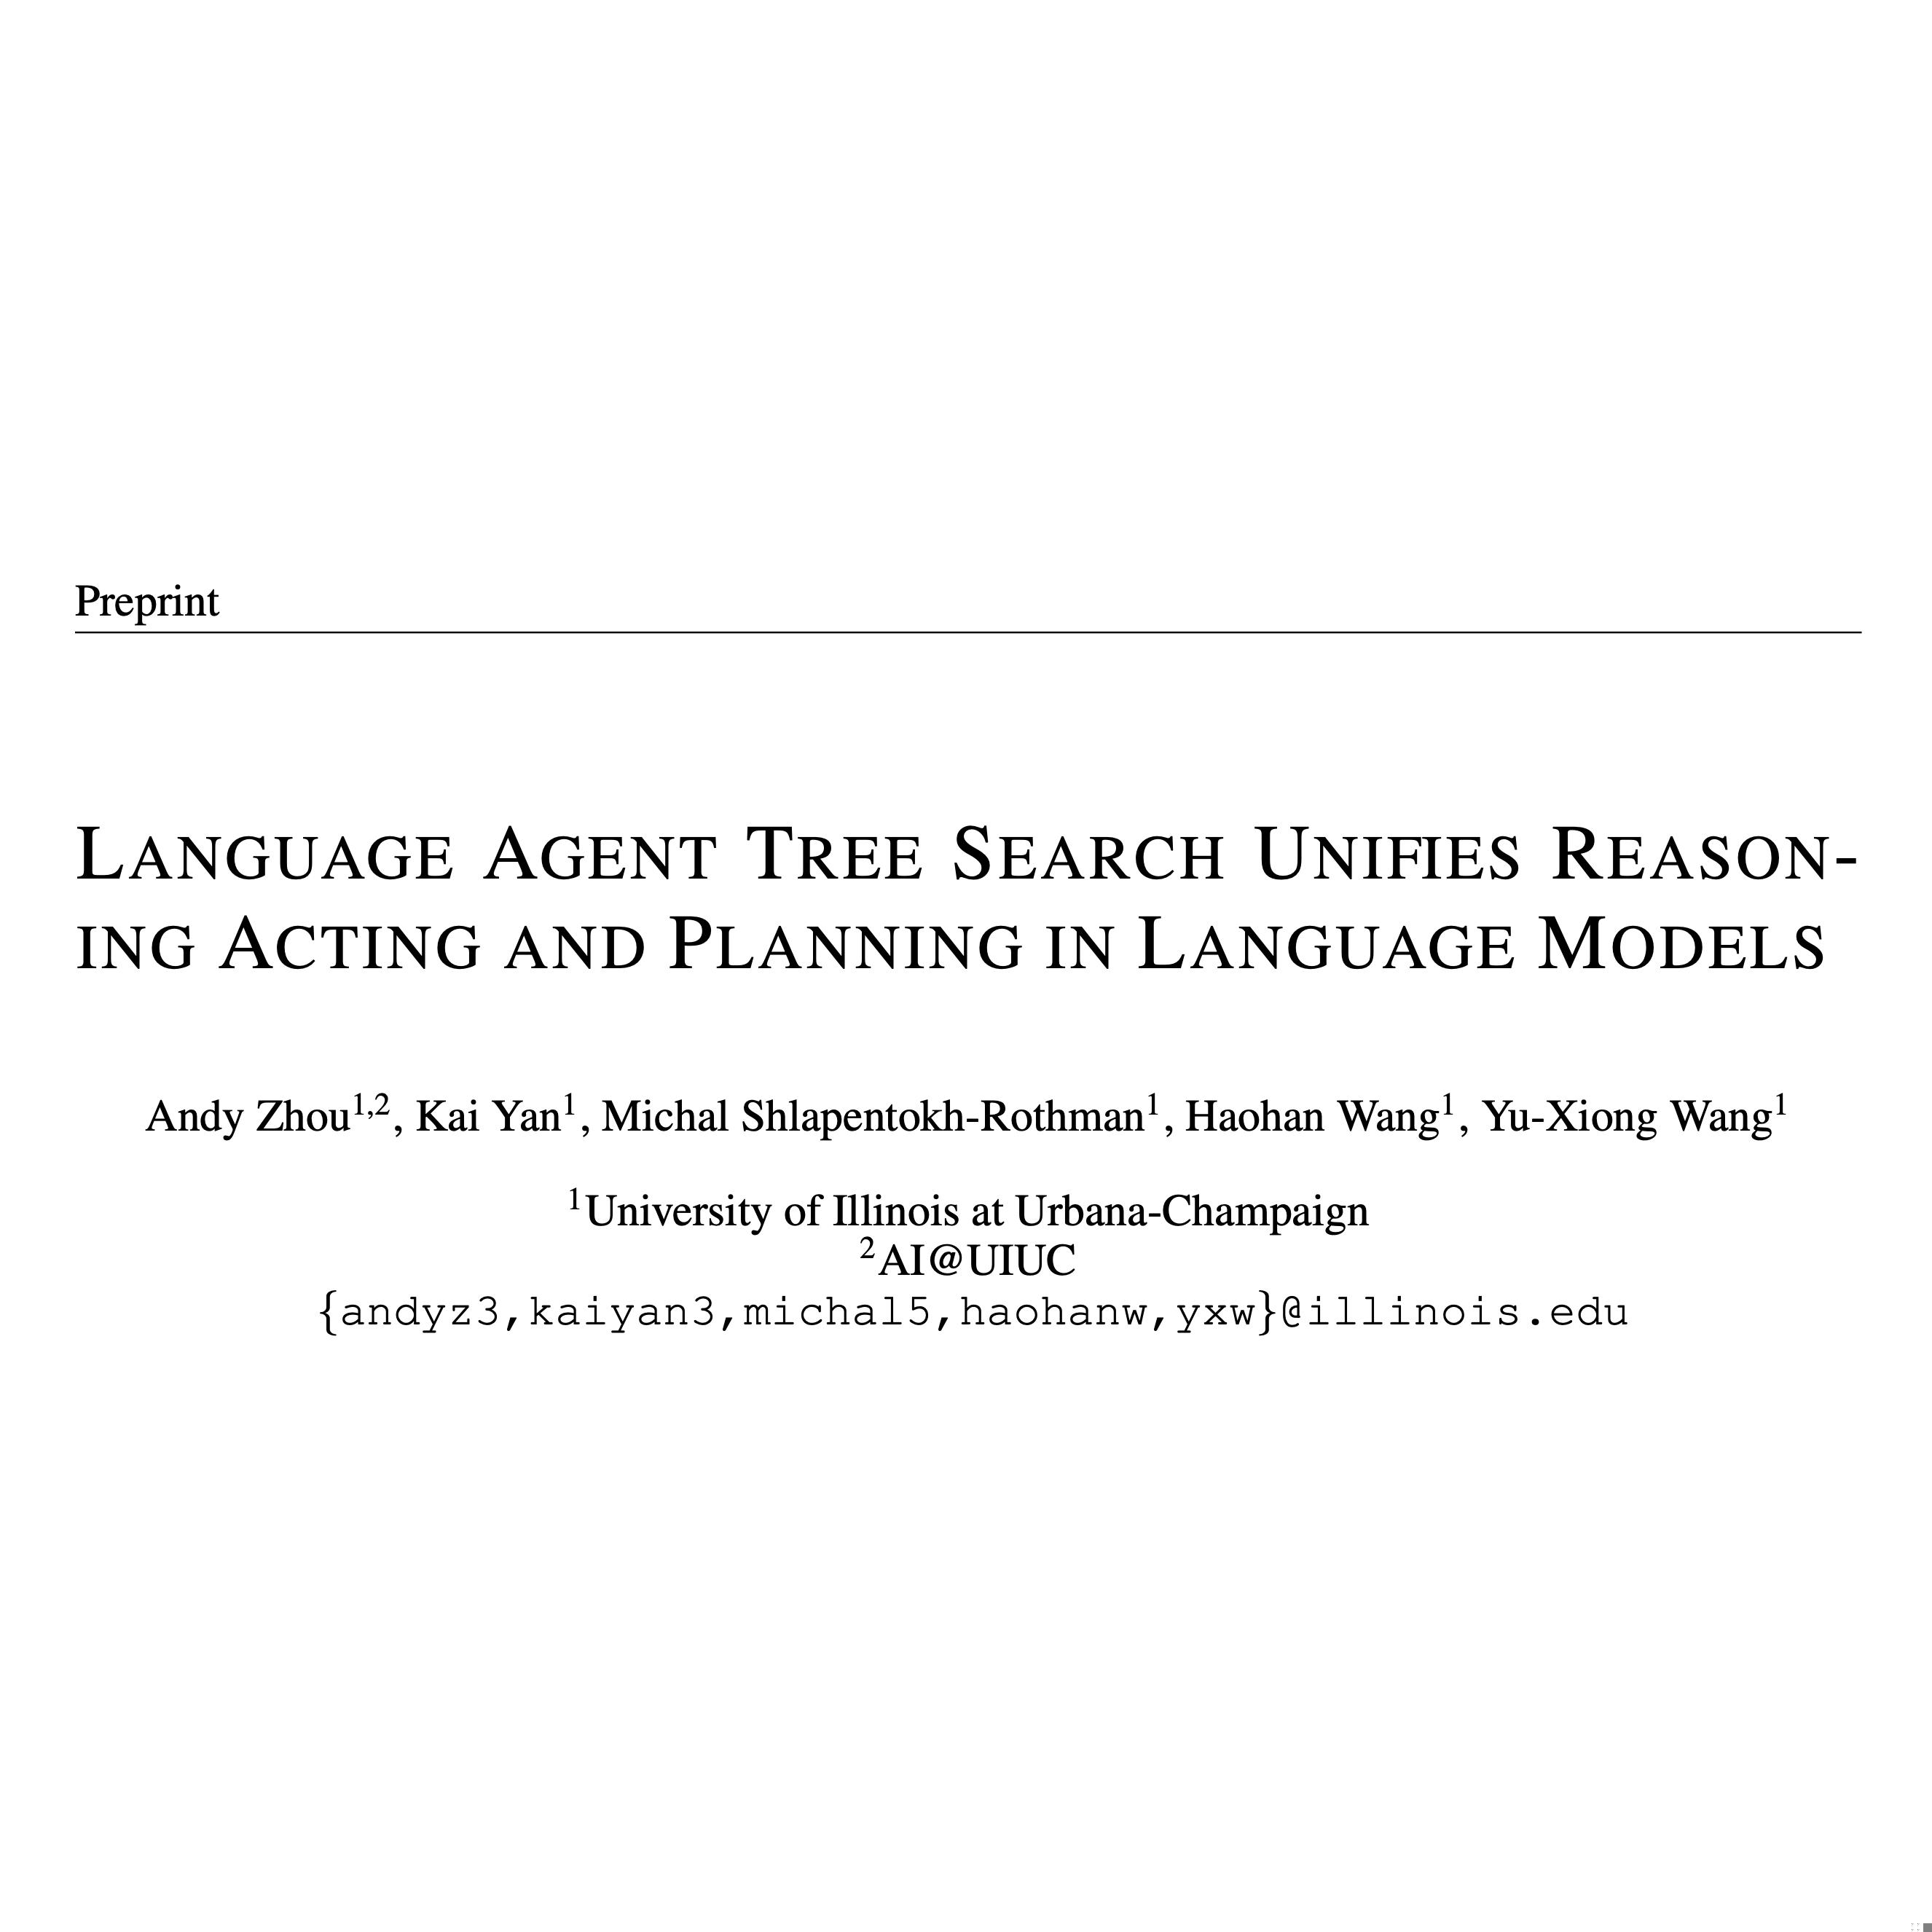 Preprint
LANGUAGE AGENT TREE SEARCH UNIFIES REASON-
ING ACTING AND PLANNING IN LANGUAGE MODELS
Andy Zhou1,2, Kai Yan1, Michal Shlapentokh-Rothman1, Haohan Wang1, Yu-Xiong Wang1
1University of Illinois at Urbana-Champaign
2AI@UIUC
{andyz3,kaiyan3,michal5,haohanw,yxw}@illinois.edu